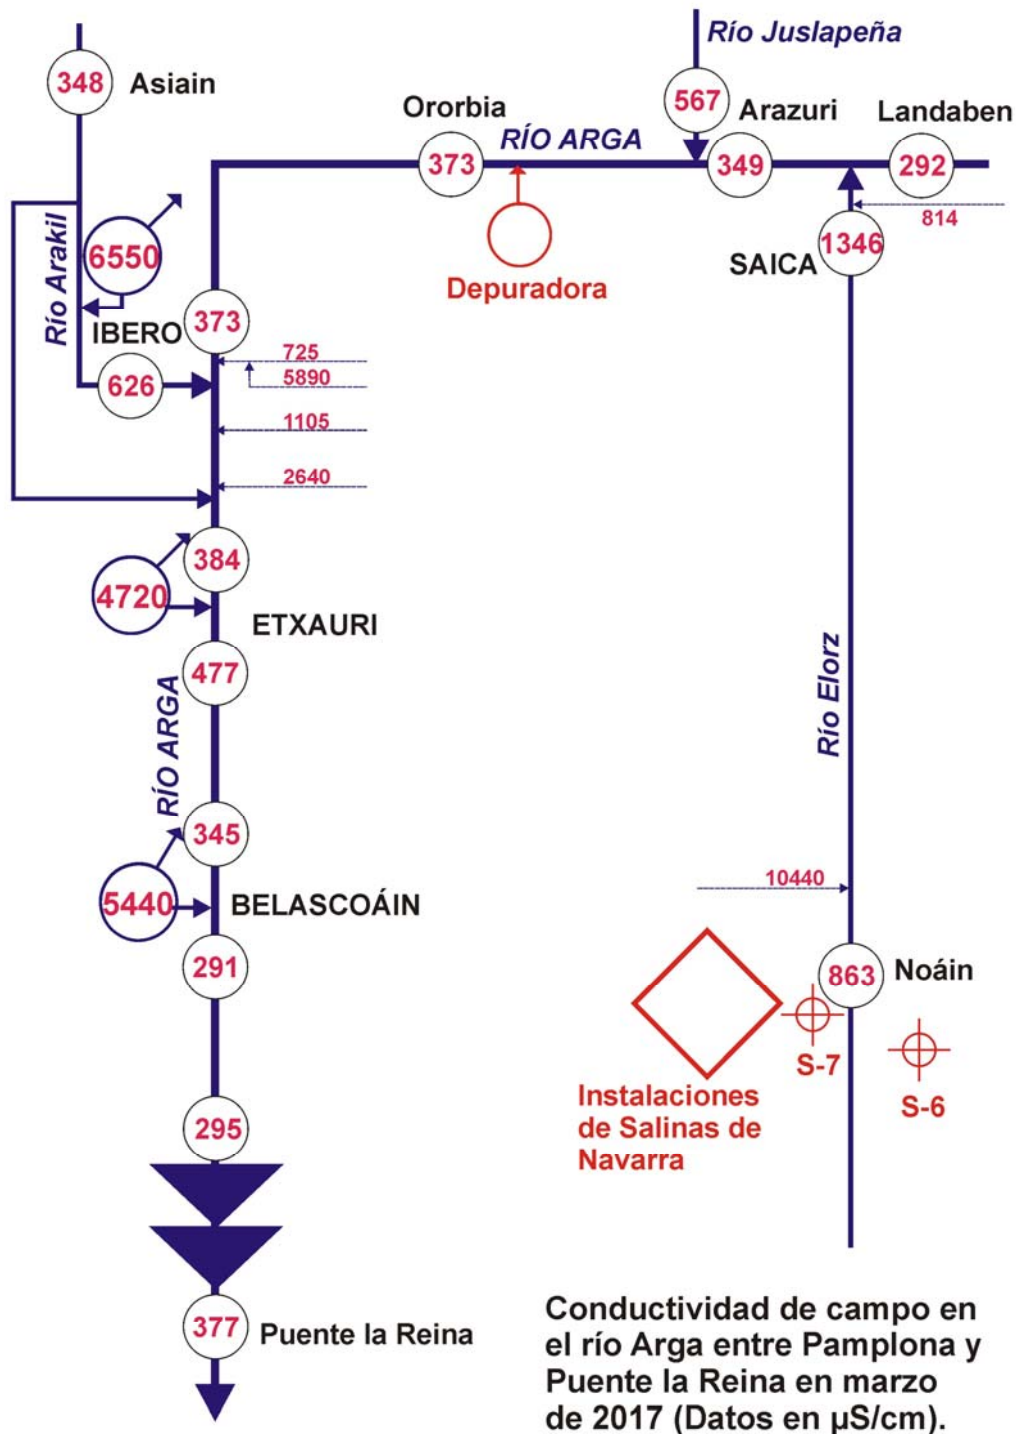 Río Juslapeña
348
Asiain
567
Ororbia
Arazuri
Landaben
RÍO ARGA
373
349
292
814
Río Arakil
6550
1346
SAICA
Depuradora
IBERO
373
725
5890
626
1105
2640
384
4720
ETXAURI
477
Río Elorz
RÍO ARGA
345
10440
5440
BELASCOÁIN
291
863
Noáin
S-7
S-6
Instalaciones
de Salinas de
Navarra
295
377
Puente la Reina
Conductividad de campo en
el río Arga entre Pamplona y
Puente la Reina en marzo
de 2017 (Datos en µS/cm).